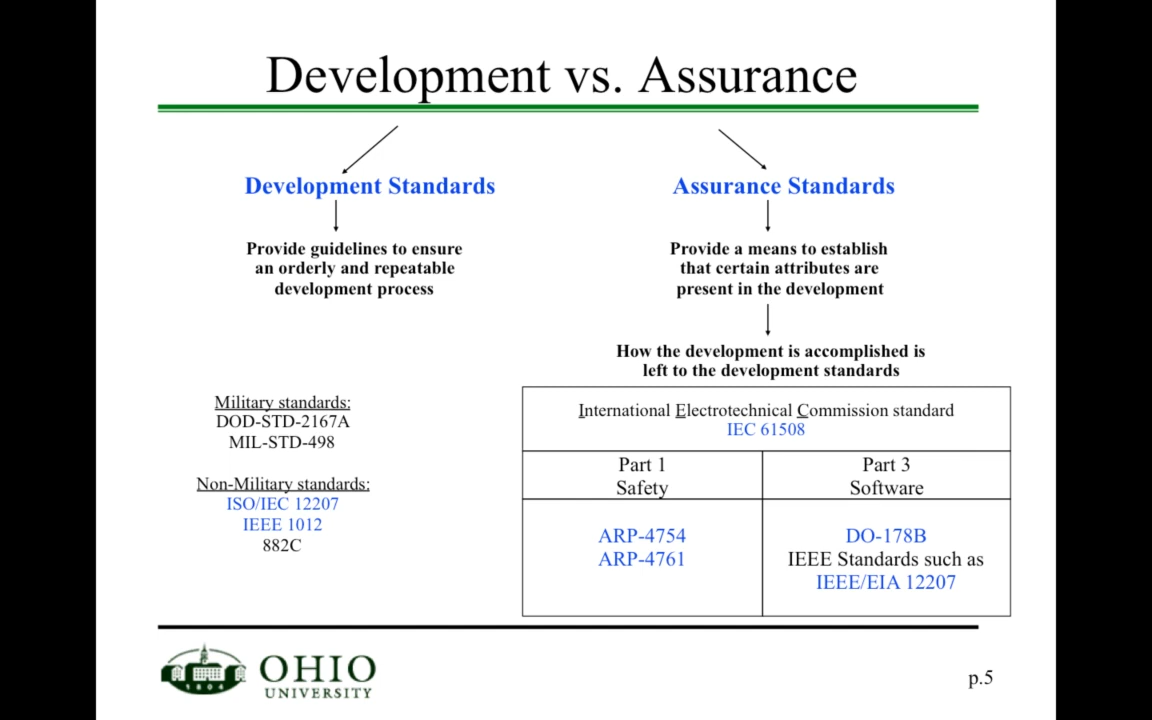 Development vs. Assurance
Development Standards
Provide guidelines to ensure
an orderly and repeatable
development process
Military standards:
DOD-STD-2167A
MIL-STD-498
Non-Military standards:
ISO/IEC 12207
IEEE 1012
882C
Assurance Standards
Provide a means to establish
that certain attributes are
present in the development
How the development is accomplished is
left to the development standards
International Electrotechnical Commission standard
IEC 61508
Part 1
Safety
ARP-4754
ARP-4761
Part 3
Software
DO-178B
IEEE Standards such as
IEEE/EIA 12207
1804
OHIO
UNIVERSITY
p.5